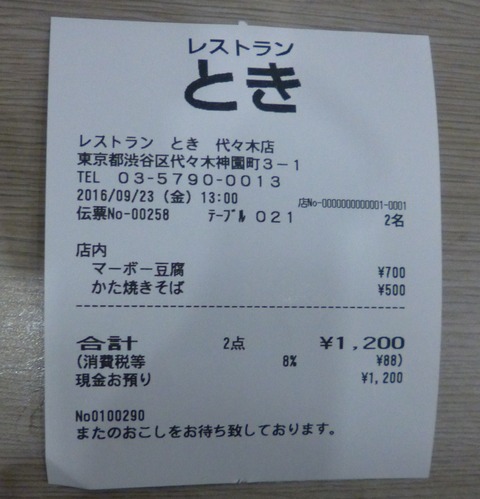 レストラン
とき
レストラン とき 代々木店
東京都渋谷区代々木神園町3-1
TEL 03-5790-0013
2016/09/23 (金) 13:00
店No-0000000000001-0001
伝票No-00258 テーブル 021 2名
店内
マーボー豆腐 ¥700
かた焼きそば ¥500
合計 2点 ¥1,200
(消費税等 8% ¥88)
現金お預り ¥1,200
No0100290
またのおこしをお待ち致しております。